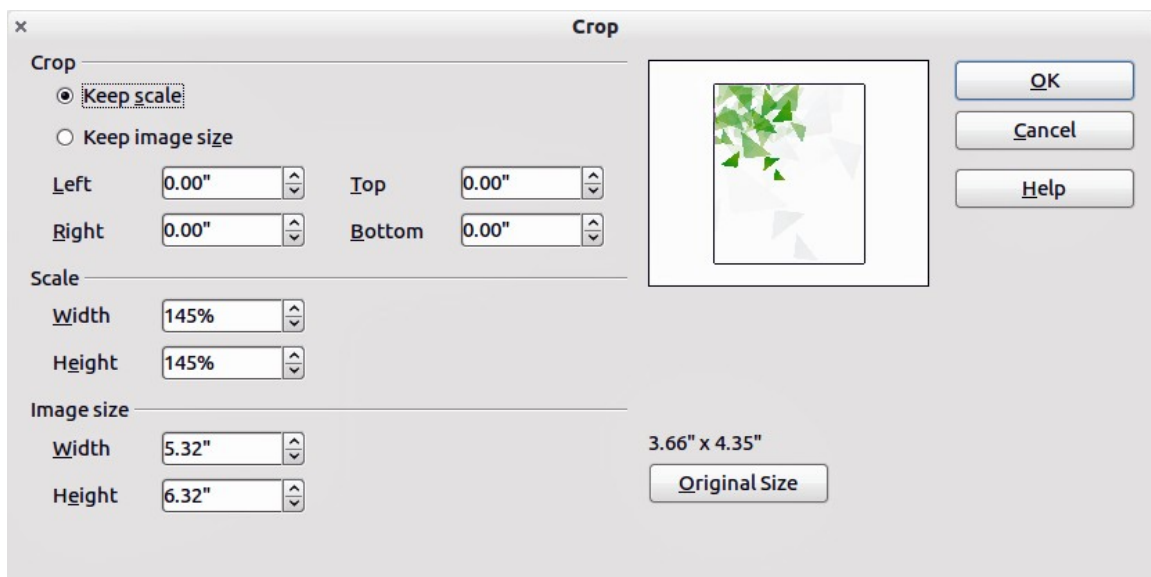 Crop
Crop
Keep scale
Keep image size
Left 0.00" Top 0.00"
Right 0.00" Bottom 0.00"
Scale
Width 145%
Height 145%
Image size
Width 5.32"
Height 6.32"
3.66" x 4.35"
Original Size
OK
Cancel
Help